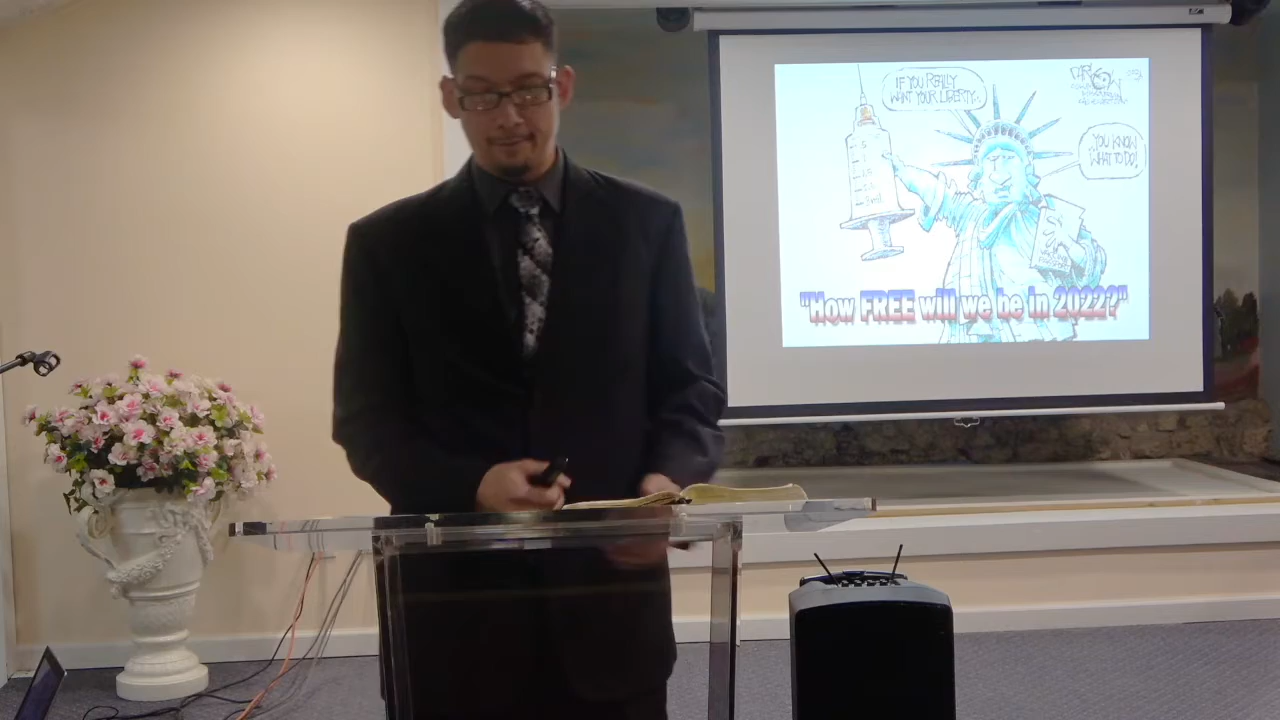 IF YOU REALLY
WANT YOUR LIBERTY...
...YOU KNOW
WHAT TO DO!
"How FREE will we be in 2022?"